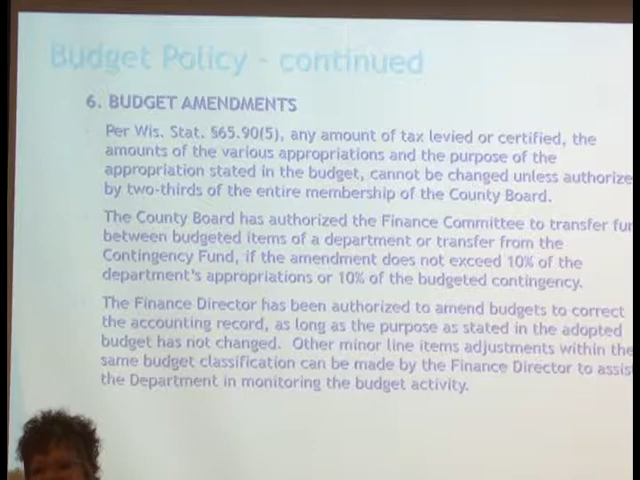 Budget Policy - continued
6. BUDGET AMENDMENTS
Per Wis. Stat. §65.90(5), any amount of tax levied or certified, the
amounts of the various appropriations and the purpose of the
appropriation stated in the budget, cannot be changed unless authorize
by two-thirds of the entire membership of the County Board.
The County Board has authorized the Finance Committee to transfer fu
between budgeted items of a department or transfer from the
Contingency Fund, if the amendment does not exceed 10% of the
department's appropriations or 10% of the budgeted contingency.
The Finance Director has been authorized to amend budgets to correct
the accounting record, as long as the purpose as stated in the adopted
budget has not changed. Other minor line items adjustments within the
same budget classification can be made by the Finance Director to assis
the Department in monitoring the budget activity.